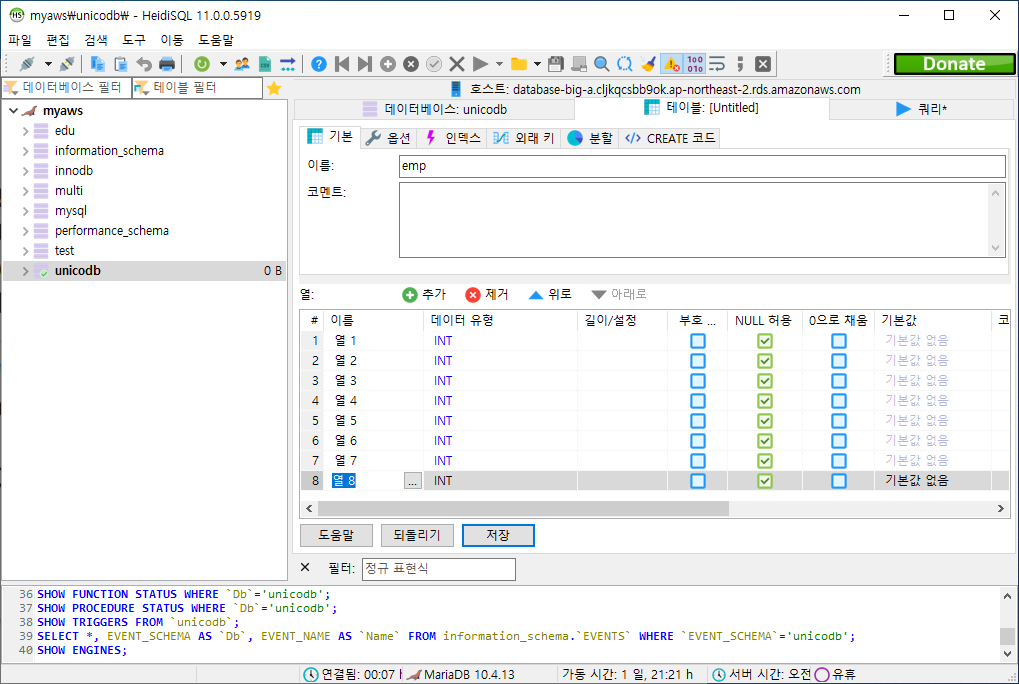 myaws\unicodb\ - HeidiSQL 11.0.0.5919
파일 편집 검색 도구 이동 도움말
Donate
데이터베이스 필터 테이블 필터
호스트: database-big-a.cljkqcsbb9ok.ap-northeast-2.rds.amazonaws.com
myaws
edu
information_schema
innodb
multi
mysql
performance_schema
test
unicodb 0 B
데이터베이스: unicodb 테이블: [Untitled] 쿼리*
기본 옵션 인덱스 외래 키 분할 CREATE 코드
이름: emp
코멘트:
열: 추가 제거 위로 아래로
# 이름 데이터 유형 길이/설정 부호 ... NULL 허용 0으로 채움 기본값 코
1 열 1 INT 기본값 없음
2 열 2 INT 기본값 없음
3 열 3 INT 기본값 없음
4 열 4 INT 기본값 없음
5 열 5 INT 기본값 없음
6 열 6 INT 기본값 없음
7 열 7 INT 기본값 없음
8 열 8 ... INT 기본값 없음
도움말 되돌리기 저장
필터: 정규 표현식
36 SHOW FUNCTION STATUS WHERE `Db`='unicodb';
37 SHOW PROCEDURE STATUS WHERE `Db`='unicodb';
38 SHOW TRIGGERS FROM `unicodb`;
39 SELECT *, EVENT_SCHEMA AS `Db`, EVENT_NAME AS `Name` FROM information_schema.`EVENTS` WHERE `EVENT_SCHEMA`='unicodb';
40 SHOW ENGINES;
연결됨: 00:07 h MariaDB 10.4.13 가동 시간: 1 일, 21:21 h 서버 시간: 오전 유휴